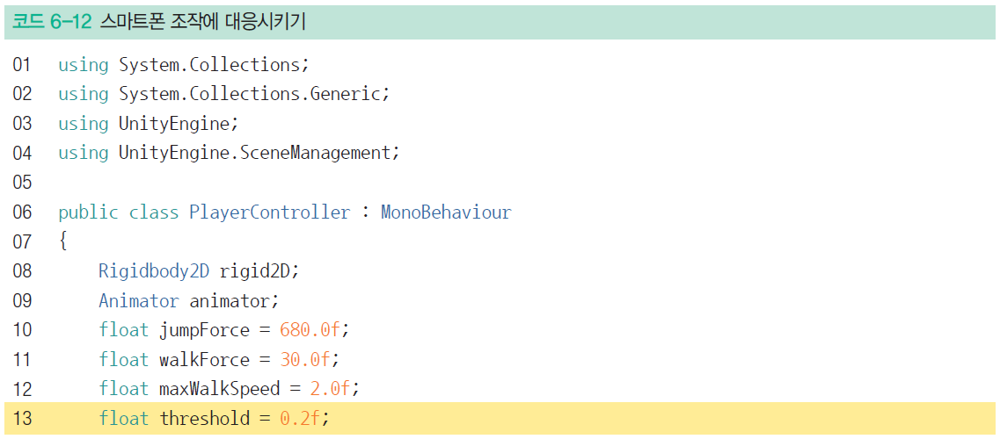 코드 6-12 스마트폰 조작에 대응시키기
01 using System.Collections;
02 using System.Collections.Generic;
03 using UnityEngine;
04 using UnityEngine.SceneManagement;
05
06 public class PlayerController : MonoBehaviour
07 {
08 Rigidbody2D rigid2D;
09 Animator animator;
10 float jumpForce = 680.0f;
11 float walkForce = 30.0f;
12 float maxWalkSpeed = 2.0f;
13 float threshold = 0.2f;